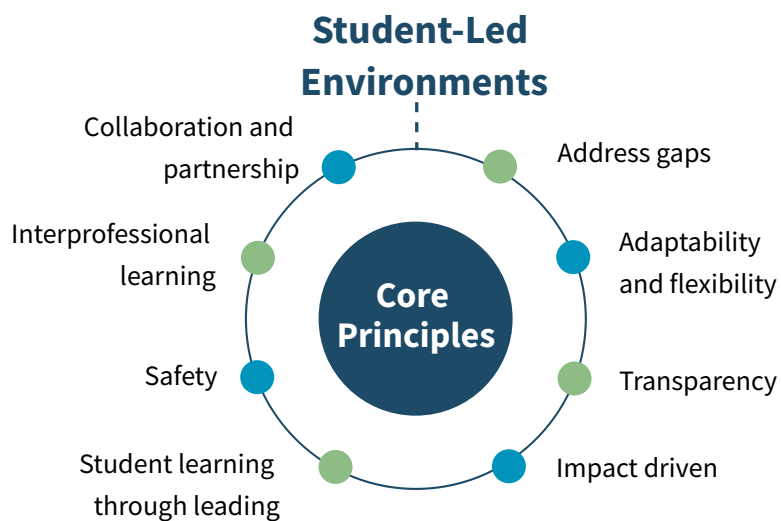 Student-Led
Environments
Collaboration and
partnership
Address gaps
Interprofessional
learning
Adaptability
and flexibility
Core
Principles
Safety
Transparency
Student learning
through leading
Impact driven